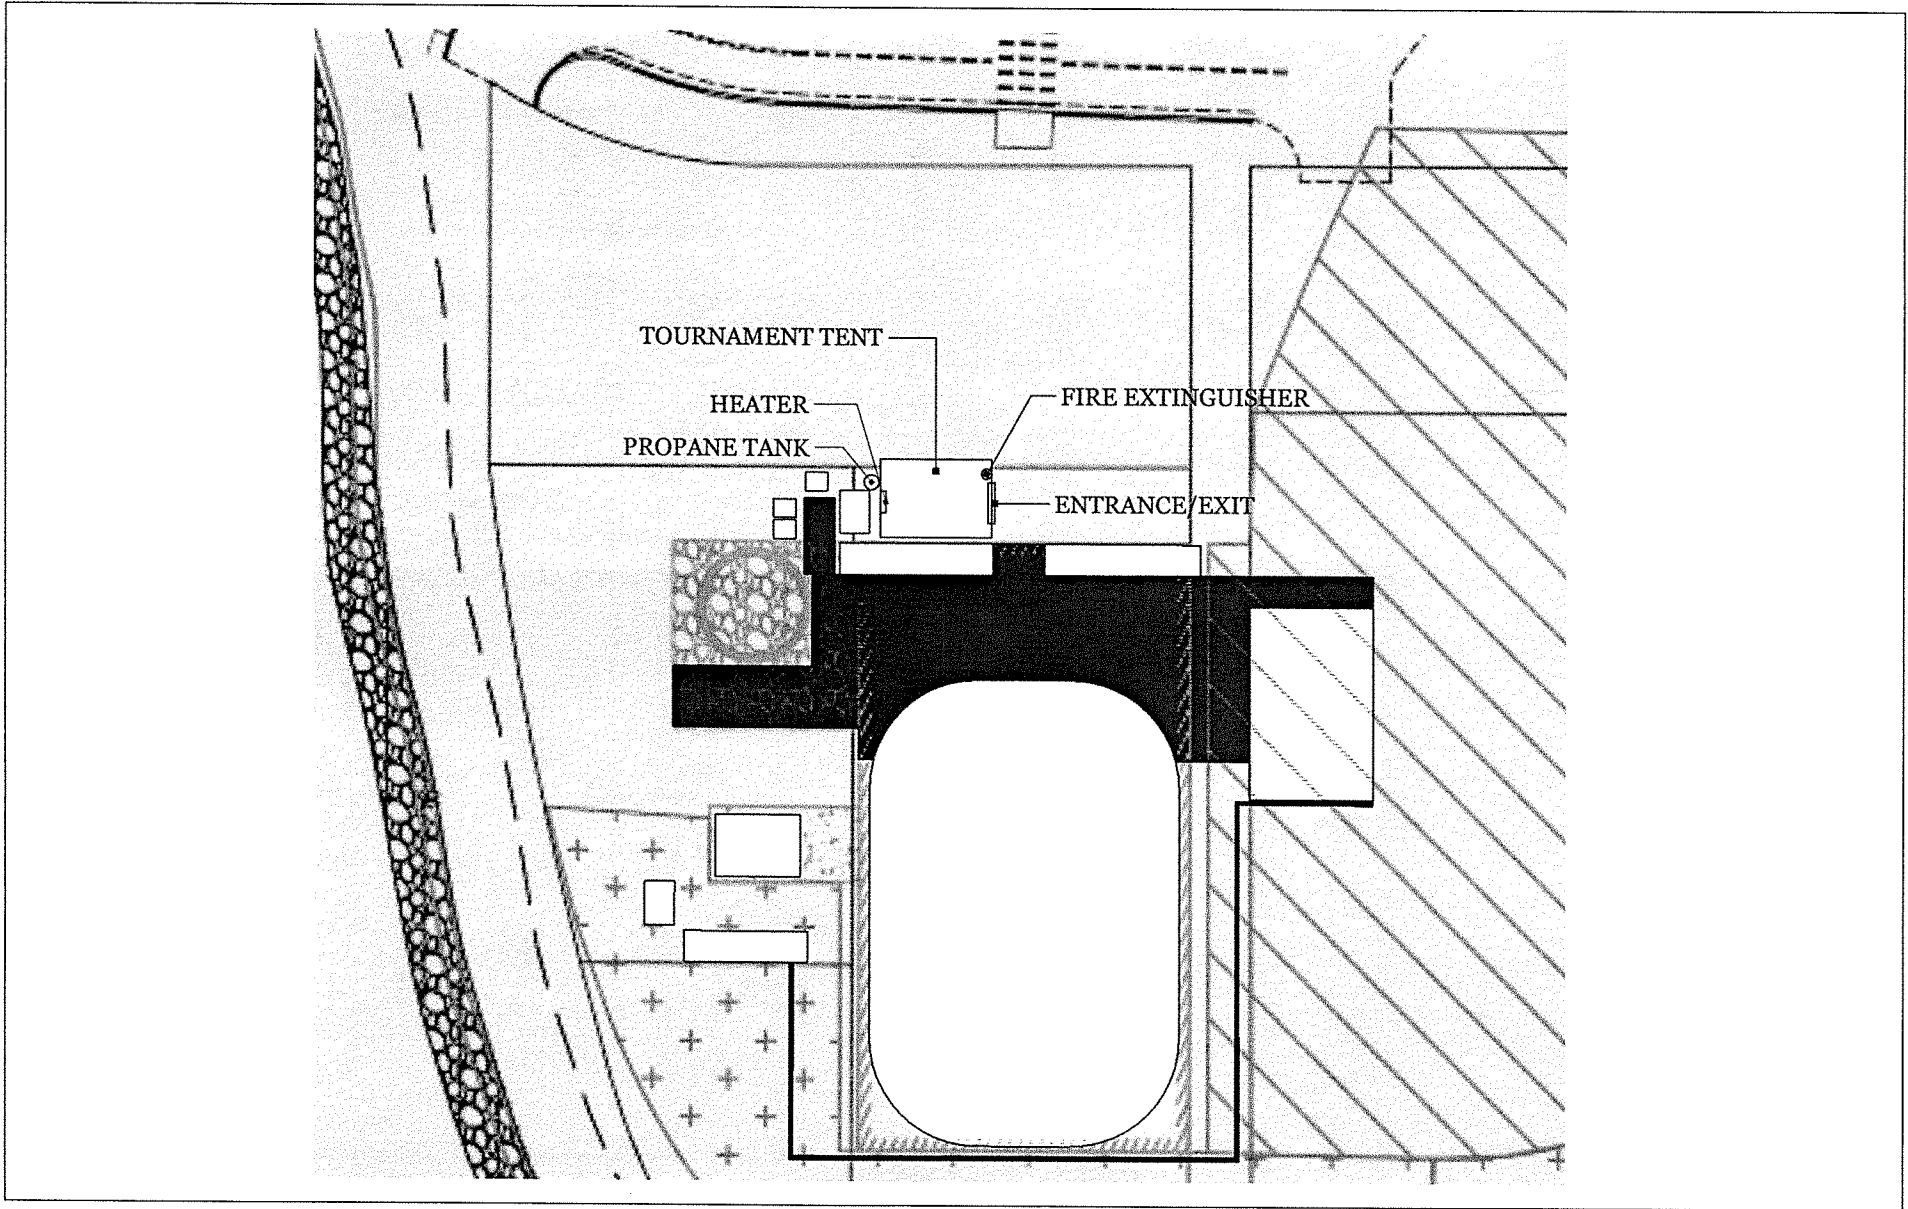 TOURNAMENT TENT
HEATER
FIRE EXTINGUISHER
PROPANE TANK
ENTRANCE/EXIT